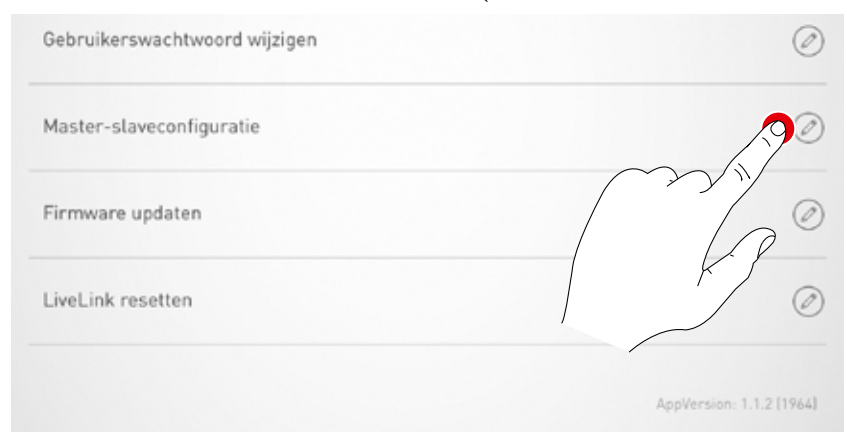 Gebruikerswachtwoord wijzigen
Master-slaveconfiguratie
Firmware updaten
LiveLink resetten
AppVersion: 1.1.2 (1964)